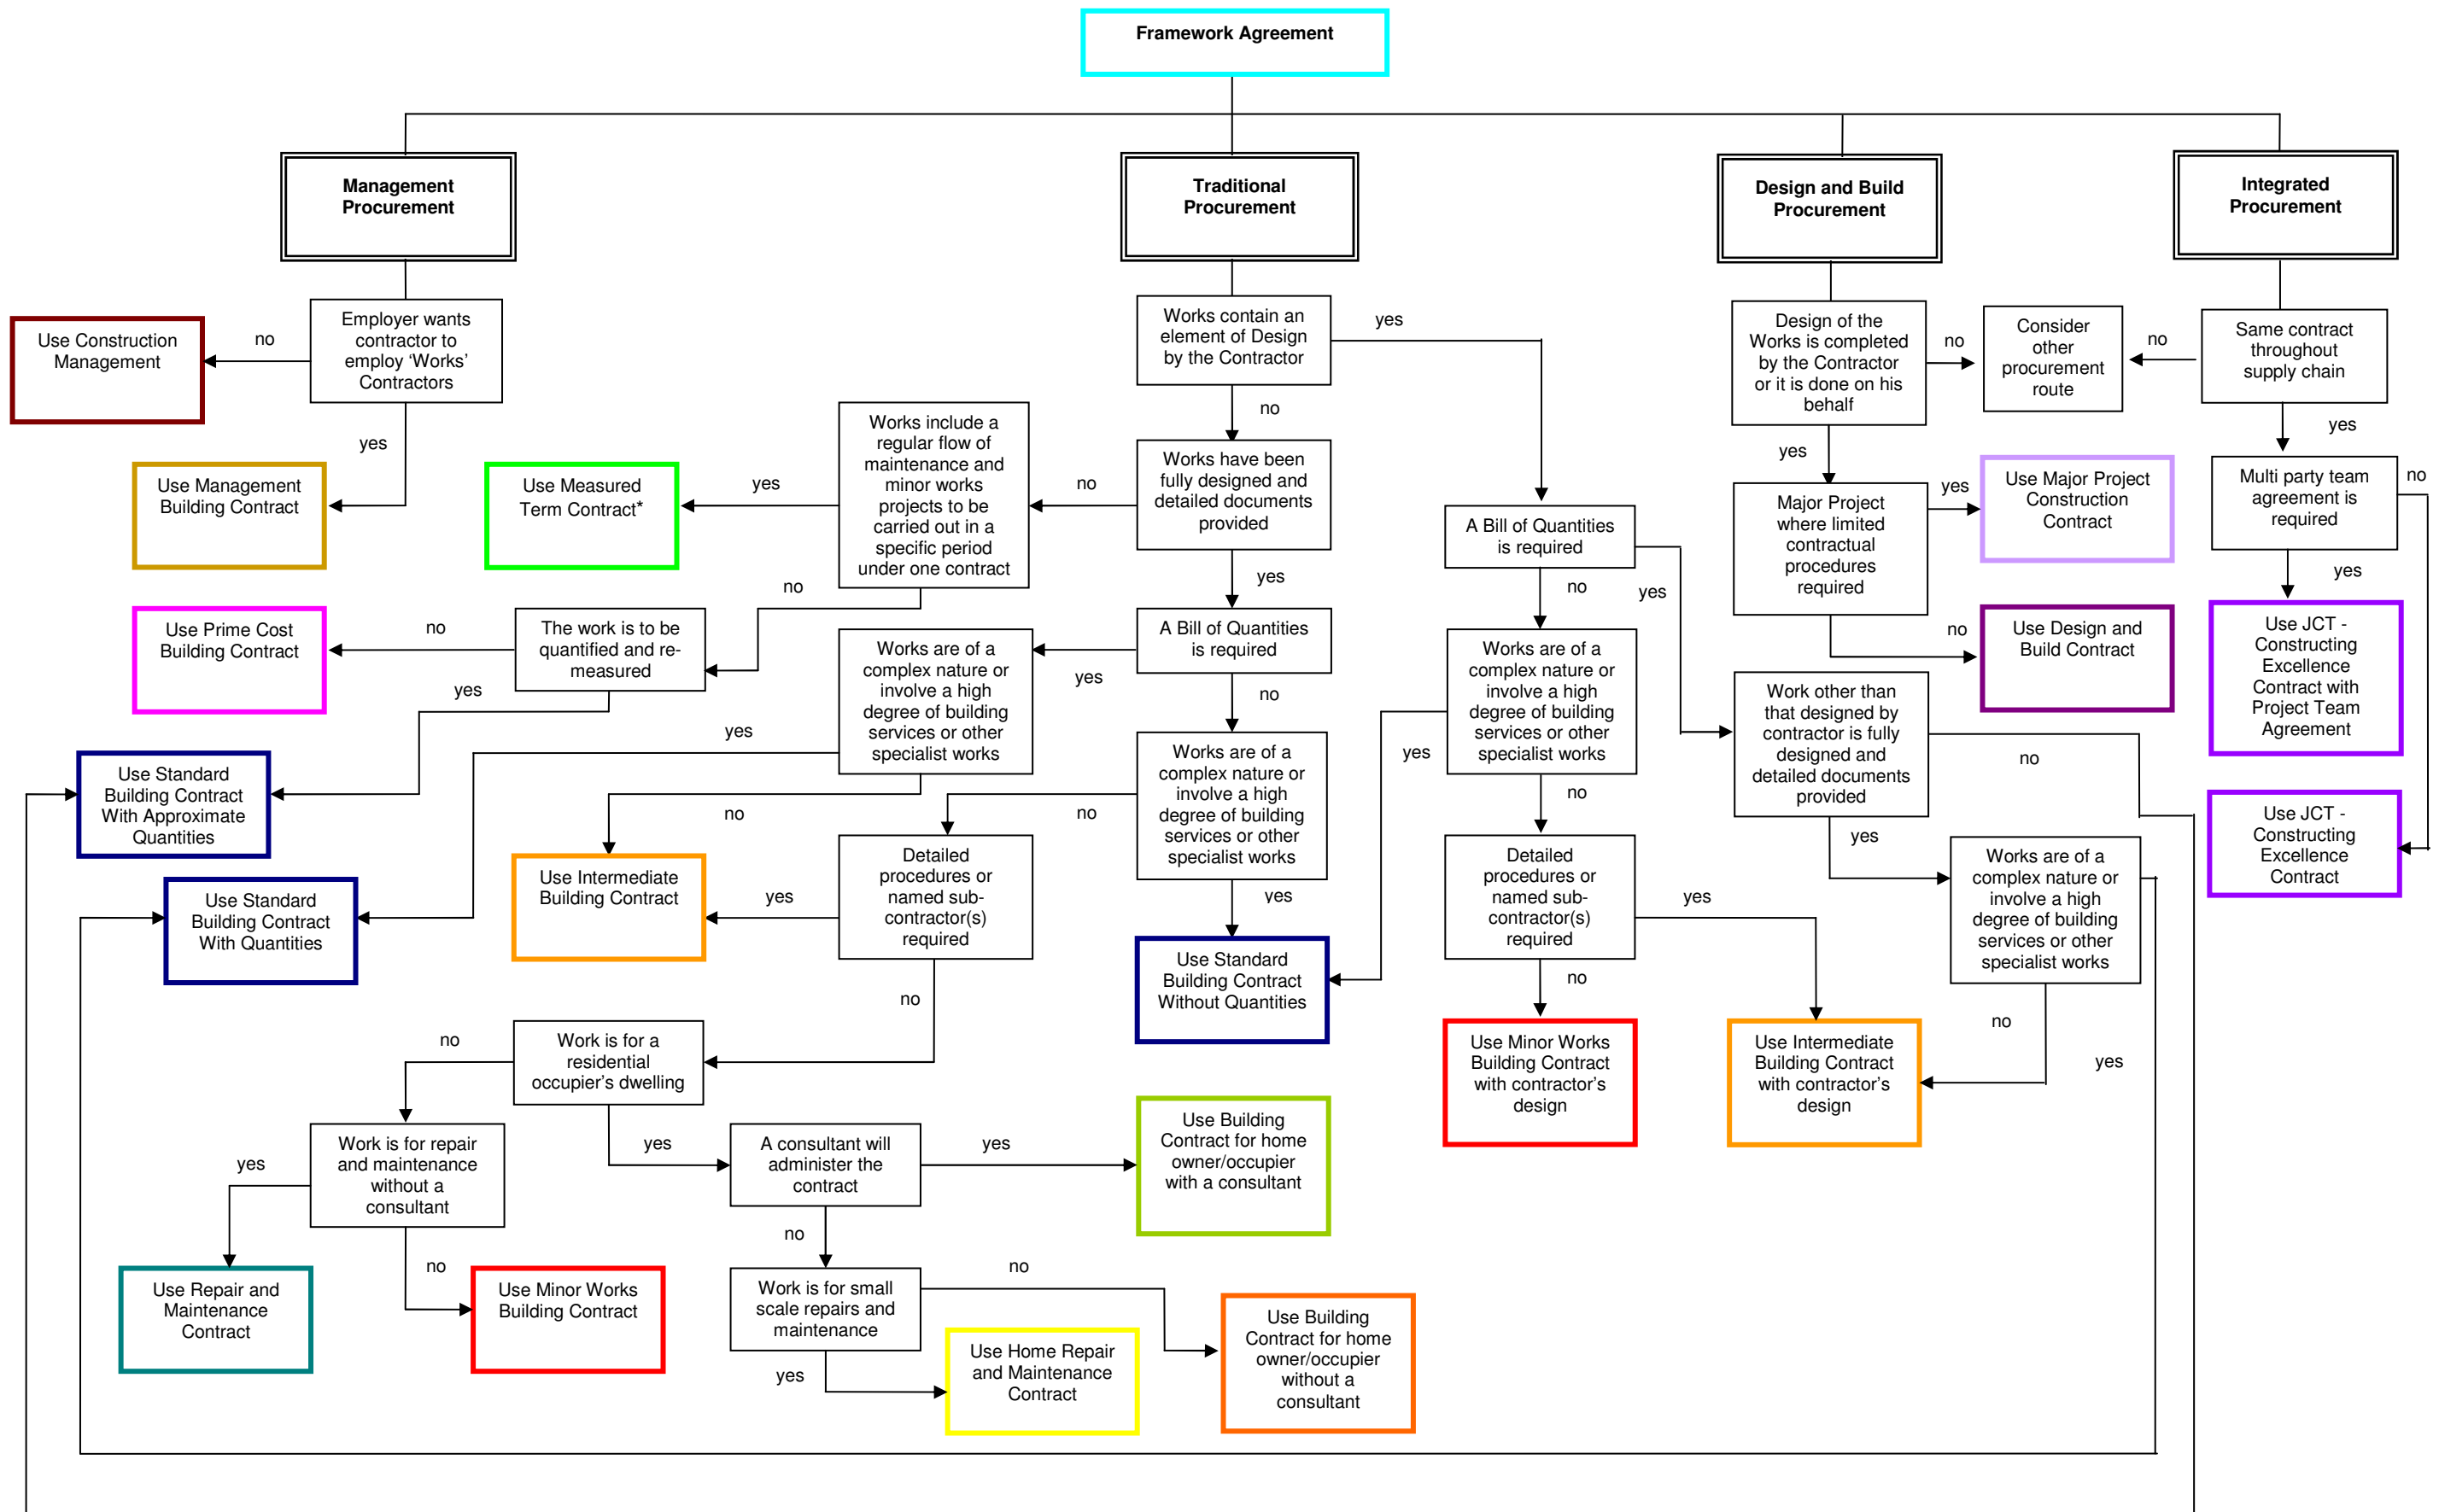 Framework Agreement
Management
Procurement
Traditional
Procurement
Design and Build
Procurement
Integrated
Procurement
Use Construction
Management
no
Employer wants
contractor to
employ ‘Works’
Contractors
yes
Use Management
Building Contract
Works contain an
element of Design
by the Contractor
yes
no
Works have been
fully designed and
detailed documents
provided
no
Works include a
regular flow of
maintenance and
minor works
projects to be
carried out in a
specific period
under one contract
yes
Use Measured
Term Contract*
no
The work is to be
quantified and re-
measured
no
Use Prime Cost
Building Contract
yes
Use Standard
Building Contract
With Approximate
Quantities
yes
A Bill of Quantities
is required
yes
Works are of a
complex nature or
involve a high
degree of building
services or other
specialist works
yes
Use Standard
Building Contract
With Quantities
no
Use Intermediate
Building Contract
no
Works are of a
complex nature or
involve a high
degree of building
services or other
specialist works
yes
Use Standard
Building Contract
Without Quantities
no
Detailed
procedures or
named sub-
contractor(s)
required
yes
no
Work is for a
residential
occupier’s dwelling
no
Work is for repair
and maintenance
without a
consultant
yes
Use Repair and
Maintenance
Contract
no
Use Minor Works
Building Contract
yes
A consultant will
administer the
contract
yes
Use Building
Contract for home
owner/occupier
with a consultant
no
Work is for small
scale repairs and
maintenance
no
Use Building
Contract for home
owner/occupier
without a
consultant
yes
Use Home Repair
and Maintenance
Contract
A Bill of Quantities
is required
no
yes
Works are of a
complex nature or
involve a high
degree of building
services or other
specialist works
yes
no
Detailed
procedures or
named sub-
contractor(s)
required
yes
no
Use Minor Works
Building Contract
with contractor’s
design
Use Intermediate
Building Contract
with contractor’s
design
Work other than
that designed by
contractor is fully
designed and
detailed documents
provided
no
yes
Works are of a
complex nature or
involve a high
degree of building
services or other
specialist works
no
yes
Design of the
Works is completed
by the Contractor
or it is done on his
behalf
no
Consider
other
procurement
route
yes
Major Project
where limited
contractual
procedures
required
yes
Use Major Project
Construction
Contract
no
Use Design and
Build Contract
Same contract
throughout
supply chain
no
yes
Multi party team
agreement is
required
no
yes
Use JCT -
Constructing
Excellence
Contract with
Project Team
Agreement
Use JCT -
Constructing
Excellence
Contract